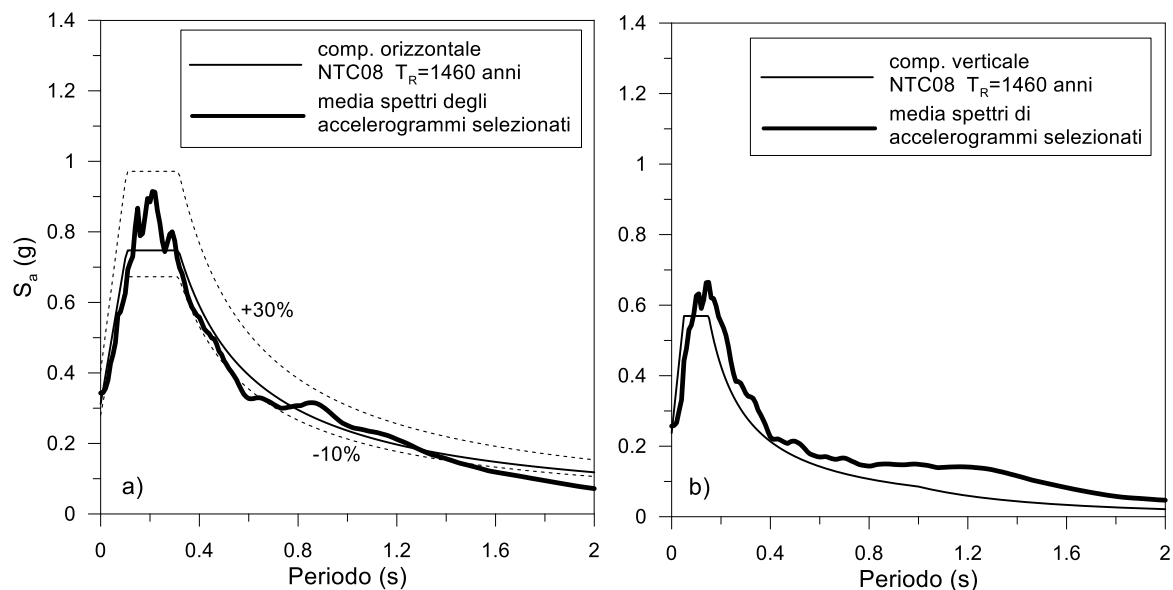 1.4
1.2
1
0.8
0.6
0.4
0.2
0
Sa (g)
comp. orizzontale
NTC08 TR=1460 anni
media spettri degli
accelerogrammi selezionati
+30%
-10%
a)
0 0.4 0.8 1.2 1.6 2
Periodo (s)
1.4
1.2
1
0.8
0.6
0.4
0.2
0
comp. verticale
NTC08 TR=1460 anni
media spettri di
accelerogrammi selezionati
b)
0 0.4 0.8 1.2 1.6 2
Periodo (s)